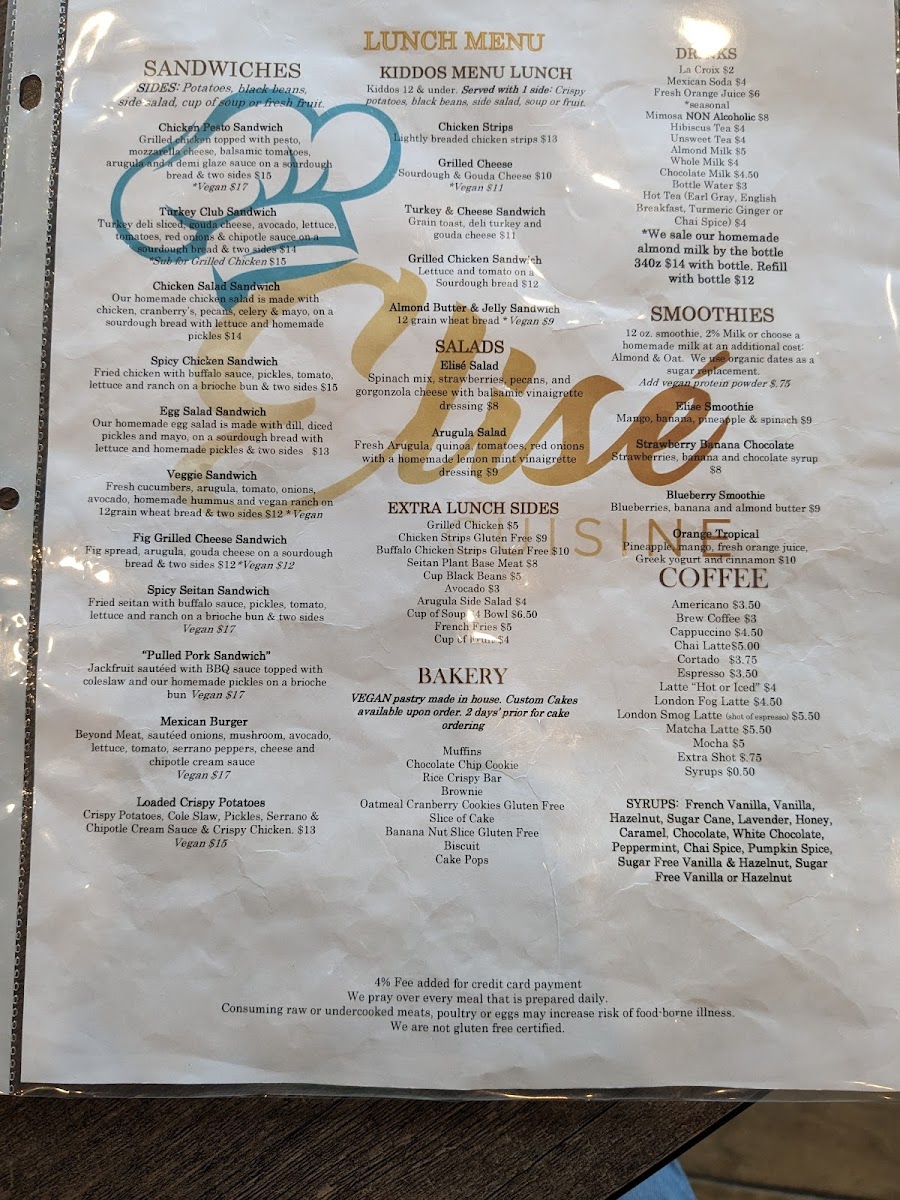 LUNCH MENU
SANDWICHES
SIDES: Potatoes, black beans,
side salad, cup of soup or fresh fruit.
Chicken Pesto Sandwich
Grilled chicken topped with pesto,
mozzarella cheese, balsamic tomatoes,
arugula and a demi glaze sauce on a sourdough
bread & two sides $15
*Vegan $17
Turkey Club Sandwich
Turkey deli sliced, gouda cheese, avocado, lettuce,
tomatoes, red onions & chipotle sauce on a
sourdough bread & two sides $14
*Sub for Grilled Chicken $15
Chicken Salad Sandwich
Our homemade chicken salad is made with
chicken, cranberry's, pecans, celery & mayo, on a
sourdough bread with lettuce and homemade
pickles $14
Spicy Chicken Sandwich
Fried chicken with buffalo sauce, pickles, tomato,
lettuce and ranch on a brioche bun & two sides $15
Egg Salad Sandwich
Our homemade egg salad is made with dill, diced
pickles and mayo, on a sourdough bread with
lettuce and homemade pickles & two sides $13
Veggie Sandwich
Fresh cucumbers, arugula, tomato, onions,
avocado, homemade hummus and vegan ranch on
12grain wheat bread & two sides $12 *Vegan
Fig Grilled Cheese Sandwich
Fig spread, arugula, gouda cheese on a sourdough
bread & two sides $12 *Vegan $12
Spicy Seitan Sandwich
Fried seitan with buffalo sauce, pickles, tomato,
lettuce and ranch on a brioche bun & two sides
Vegan $17
“Pulled Pork Sandwich”
Jackfruit sautéed with BBQ sauce topped with
coleslaw and our homemade pickles on a brioche
bun Vegan $17
Mexican Burger
Beyond Meat, sautéed onions, mushroom, avocado,
lettuce, tomato, serrano peppers, cheese and
chipotle cream sauce
Vegan $17
Loaded Crispy Potatoes
Crispy Potatoes, Cole Slaw, Pickles, Serrano &
Chipotle Cream Sauce & Crispy Chicken. $13
Vegan $15
KIDDOS MENU LUNCH
Kiddos 12 & under. Served with 1 side: Crispy
potatoes, black beans, side salad, soup or fruit.
Chicken Strips
Lightly breaded chicken strips $13
Grilled Cheese
Sourdough & Gouda Cheese $10
*Vegan $11
Turkey & Cheese Sandwich
Grain toast, deli turkey and
gouda cheese $11
Grilled Chicken Sandwich
Lettuce and tomato on a
Sourdough bread $12
Almond Butter & Jelly Sandwich
12 grain wheat bread *Vegan $9
SALADS
Elisé Salad
Spinach mix, strawberries, pecans, and
gorgonzola cheese with balsamic vinaigrette
dressing $8
Arugula Salad
Fresh Arugula, quinoa, tomatoes, red onions
with a homemade lemon mint vinaigrette
dressing $9
EXTRA LUNCH SIDES
Grilled Chicken $5
Chicken Strips Gluten Free $9
Buffalo Chicken Strips Gluten Free $10
Seitan Plant Base Meat $8
Cup Black Beans $5
Avocado $3
Arugula Side Salad $4
Cup of Soup $4 Bowl $6.50
French Fries $5
Cup of Fruit $4
BAKERY
VEGAN pastry made in house. Custom Cakes
available upon order. 2 days' prior for cake
ordering
Muffins
Chocolate Chip Cookie
Rice Crispy Bar
Brownie
Oatmeal Cranberry Cookies Gluten Free
Slice of Cake
Banana Nut Slice Gluten Free
Biscuit
Cake Pops
DRINKS
La Croix $2
Mexican Soda $4
Fresh Orange Juice $6
*seasonal
Mimosa NON Alcoholic $8
Hibiscus Tea $4
Unsweet Tea $4
Almond Milk $5
Whole Milk $4
Chocolate Milk $4.50
Bottle Water $3
Hot Tea (Earl Gray, English
Breakfast, Turmeric Ginger or
Chai Spice) $4
*We sale our homemade
almond milk by the bottle
340z $14 with bottle. Refill
with bottle $12
SMOOTHIES
12 oz. smoothie, 2% Milk or choose a
homemade milk at an additional cost:
Almond & Oat. We use organic dates as a
sugar replacement.
Add vegan protein powder $.75
Elise Smoothie
Mango, banana, pineapple & spinach $9
Strawberry Banana Chocolate
Strawberries, banana and chocolate syrup
$8
Blueberry Smoothie
Blueberries, banana and almond butter $9
Orange Tropical
Pineapple, mango, fresh orange juice,
Greek yogurt and cinnamon $10
COFFEE
Americano $3.50
Brew Coffee $3
Cappuccino $4.50
Chai Latte$5.00
Cortado $3.75
Espresso $3.50
Latte “Hot or Iced” $4
London Fog Latte $4.50
London Smog Latte (shot of espresso) $5.50
Matcha Latte $5.50
Mocha $5
Extra Shot $.75
Syrups $0.50
SYRUPS: French Vanilla, Vanilla,
Hazelnut, Sugar Cane, Lavender, Honey,
Caramel, Chocolate, White Chocolate,
Peppermint, Chai Spice, Pumpkin Spice,
Sugar Free Vanilla & Hazelnut, Sugar
Free Vanilla or Hazelnut
Elisé
UISINE
4% Fee added for credit card payment
We pray over every meal that is prepared daily.
Consuming raw or undercooked meats, poultry or eggs may increase risk of food-borne illness.
We are not gluten free certified.